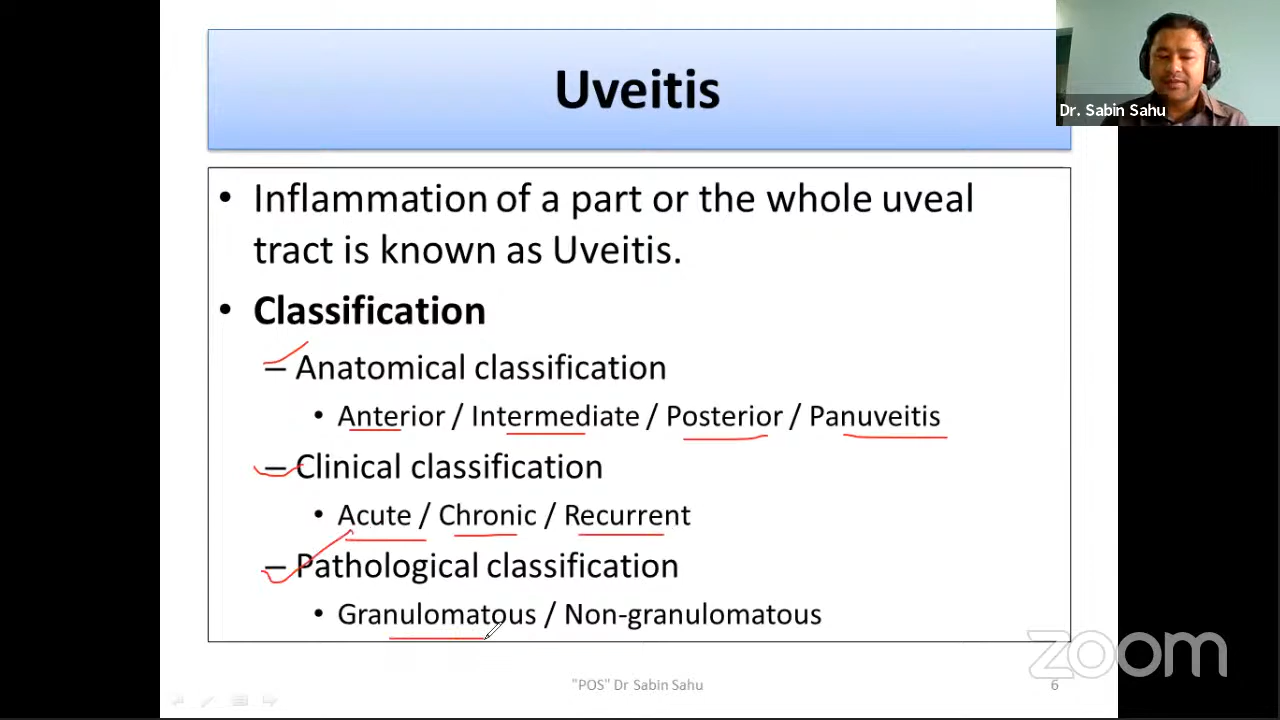 Uveitis
Dr. Sabin Sahu
• Inflammation of a part or the whole uveal
tract is known as Uveitis.
• Classification
– Anatomical classification
• Anterior / Intermediate / Posterior / Panuveitis
– Clinical classification
• Acute / Chronic / Recurrent
– Pathological classification
• Granulomatous / Non-granulomatous
zoom
"POS" Dr Sabin Sahu
6